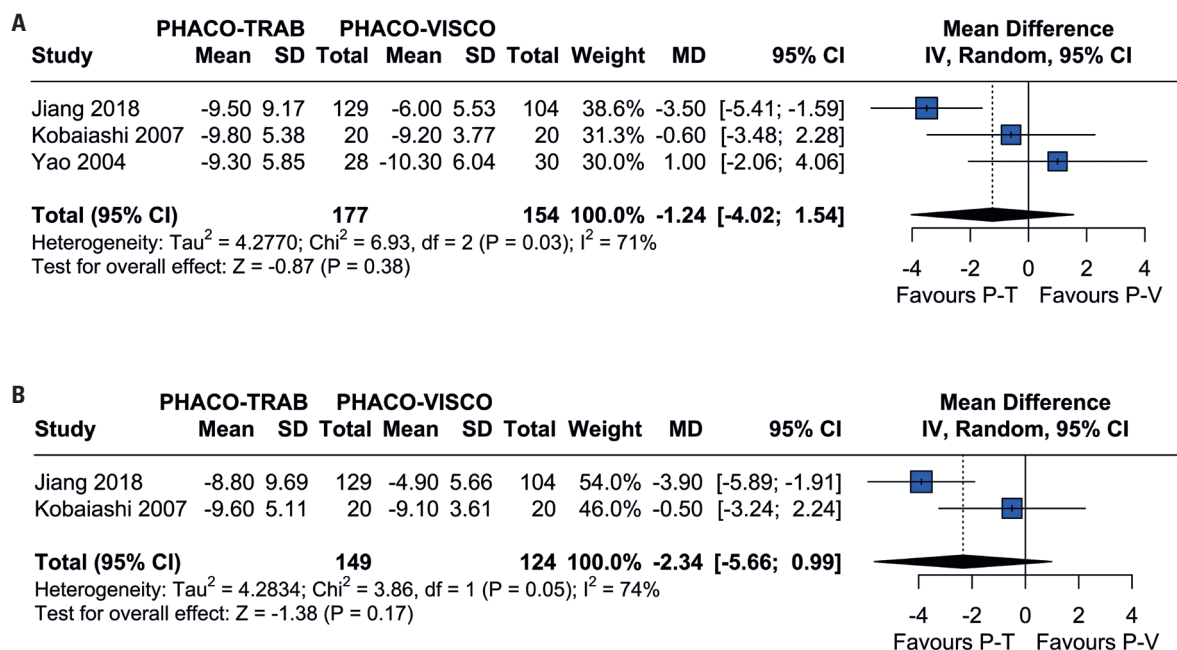 A
PHACO-TRAB PHACO-VISCO Mean Difference
Study Mean SD Total Mean SD Total Weight MD 95% CI IV, Random, 95% CI
Jiang 2018 -9.50 9.17 129 -6.00 5.53 104 38.6% -3.50 [-5.41; -1.59]
Kobaiashi 2007 -9.80 5.38 20 -9.20 3.77 20 31.3% -0.60 [-3.48; 2.28]
Yao 2004 -9.30 5.85 28 -10.30 6.04 30 30.0% 1.00 [-2.06; 4.06]
Total (95% CI) 177 154 100.0% -1.24 [-4.02; 1.54]
Heterogeneity: Tau² = 4.2770; Chi² = 6.93, df = 2 (P = 0.03); I² = 71%
Test for overall effect: Z = -0.87 (P = 0.38)
-4 -2 0 2 4
Favours P-T Favours P-V
B
PHACO-TRAB PHACO-VISCO Mean Difference
Study Mean SD Total Mean SD Total Weight MD 95% CI IV, Random, 95% CI
Jiang 2018 -8.80 9.69 129 -4.90 5.66 104 54.0% -3.90 [-5.89; -1.91]
Kobaiashi 2007 -9.60 5.11 20 -9.10 3.61 20 46.0% -0.50 [-3.24; 2.24]
Total (95% CI) 149 124 100.0% -2.34 [-5.66; 0.99]
Heterogeneity: Tau² = 4.2834; Chi² = 3.86, df = 1 (P = 0.05); I² = 74%
Test for overall effect: Z = -1.38 (P = 0.17)
-4 -2 0 2 4
Favours P-T Favours P-V